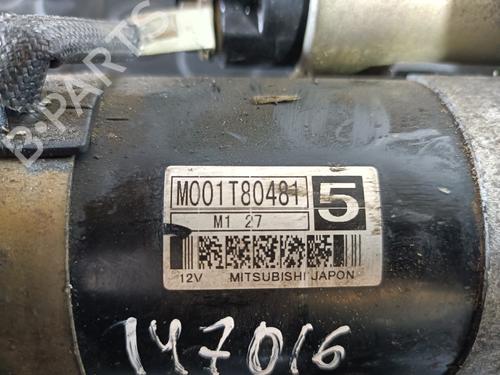 B-PARTS
M001T80481 5
M1 27
12V MITSUBISHI JAPON
147016